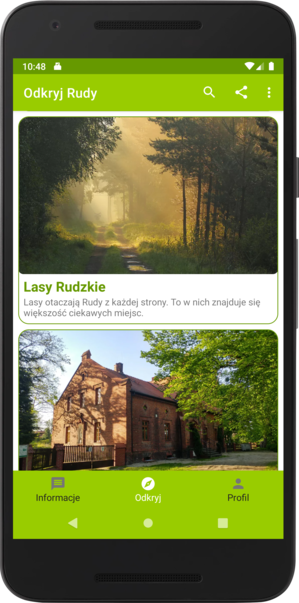 10:48
Odkryj Rudy
Lasy Rudzkie
Lasy otaczają Rudy z każdej strony. To w nich znajduje się
większość ciekawych miejsc.
Informacje
Odkryj
Profil